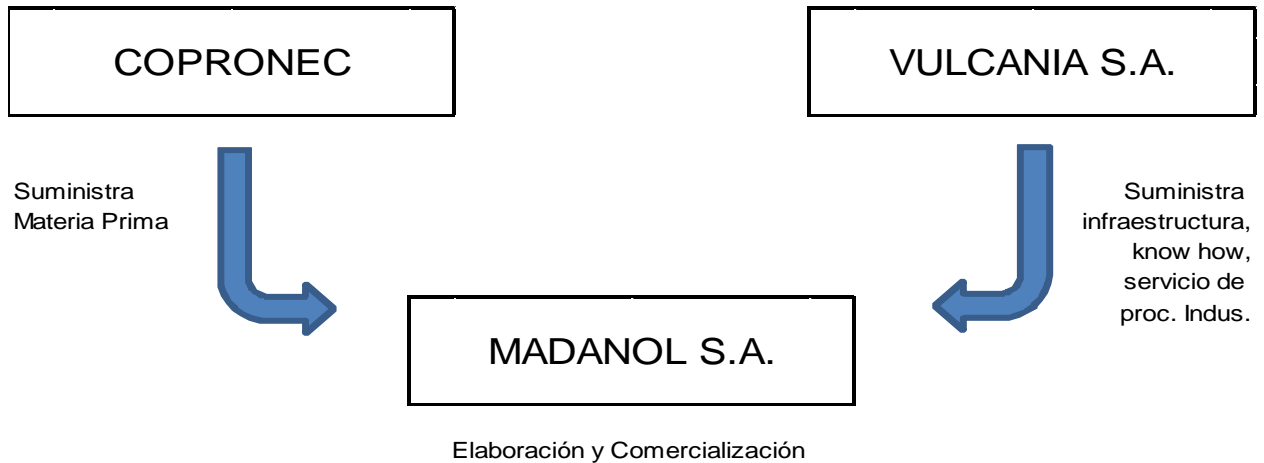 COPRONEC
VULCANIA S.A.
Suministra
Materia Prima
Suministra
infraestructura,
know how,
servicio de
proc. Indus.
MADANOL S.A.
Elaboración y Comercialización